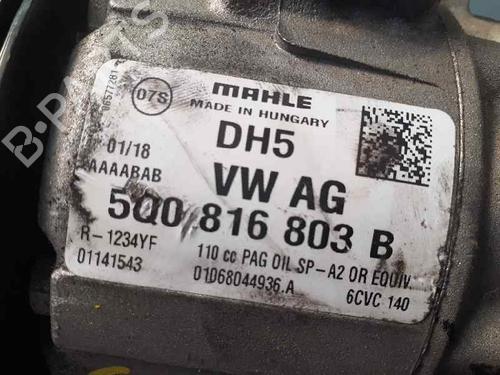 B-PARTS
06577281
07S
MAHLE
MADE IN HUNGARY
01/18
DH5
AAAABAB
VW AG
5Q0 816 803 B
R-1234YF
110 cc PAG OIL SP-A2 OR EQUIV.
01141543
01068044936.A
6CVC 140